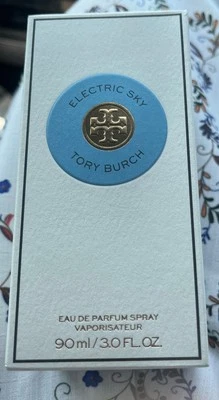 ELECTRIC SKY
TORY BURCH
EAU DE PARFUM SPRAY
VAPORISATEUR
90 ml / 3.0 FL.OZ.